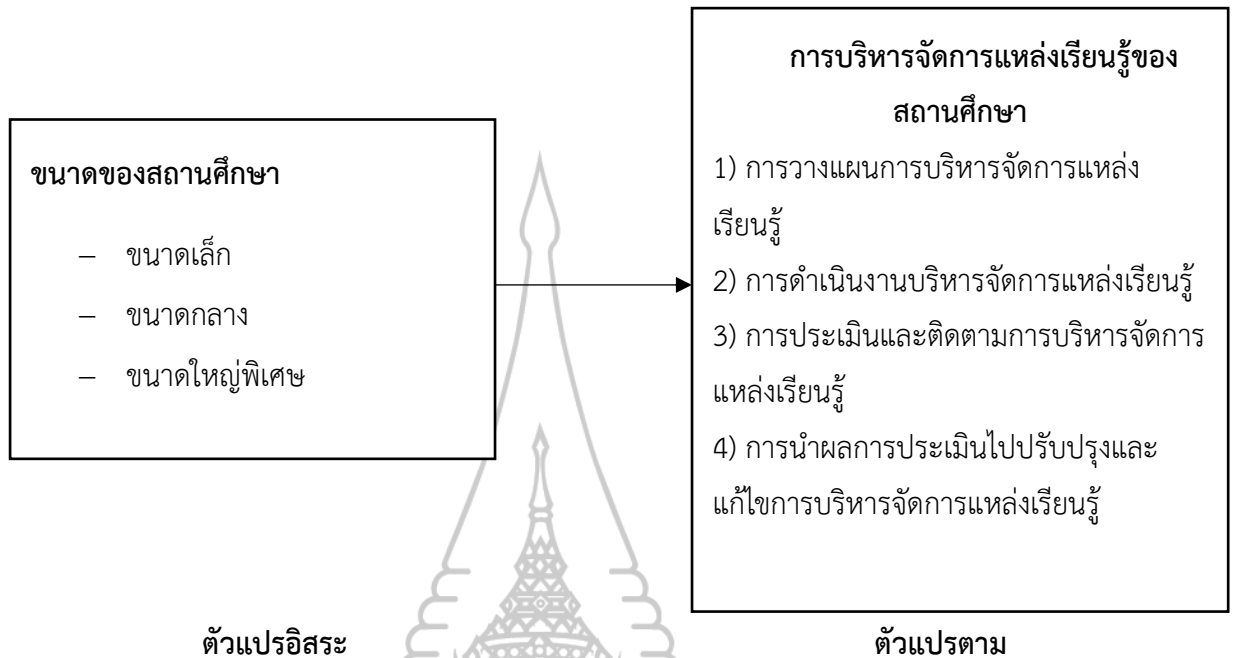 ขนาดของสถานศึกษา
– ขนาดเล็ก
– ขนาดกลาง
– ขนาดใหญ่พิเศษ
การบริหารจัดการแหล่งเรียนรู้ของ
สถานศึกษา
1) การวางแผนการบริหารจัดการแหล่ง
เรียนรู้
2) การดำเนินงานบริหารจัดการแหล่งเรียนรู้
3) การประเมินและติดตามการบริหารจัดการ
แหล่งเรียนรู้
4) การนำผลการประเมินไปปรับปรุงและ
แก้ไขการบริหารจัดการแหล่งเรียนรู้
ตัวแปรอิสระ
ตัวแปรตาม